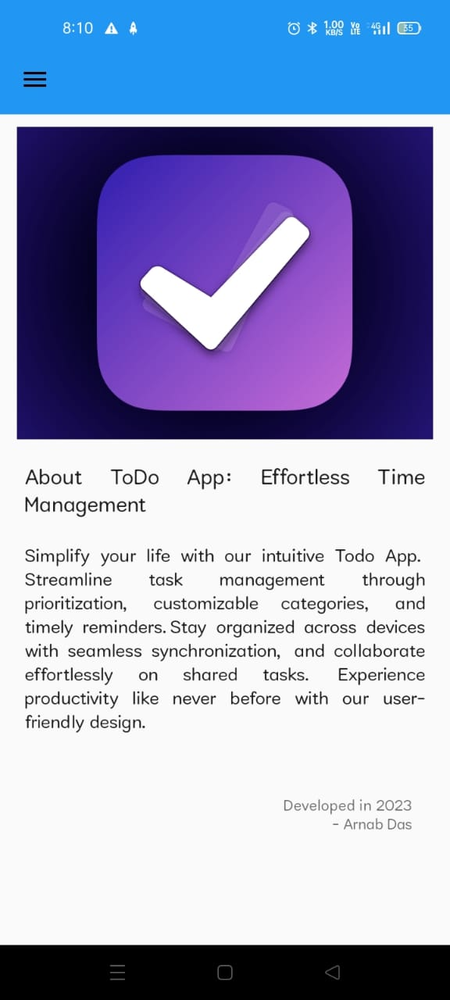 8:10 1.00 KB/S Vo LTE 4G 35
About ToDo App: Effortless Time
Management
Simplify your life with our intuitive Todo App.
Streamline task management through
prioritization, customizable categories, and
timely reminders. Stay organized across devices
with seamless synchronization, and collaborate
effortlessly on shared tasks. Experience
productivity like never before with our user-
friendly design.
Developed in 2023
- Arnab Das